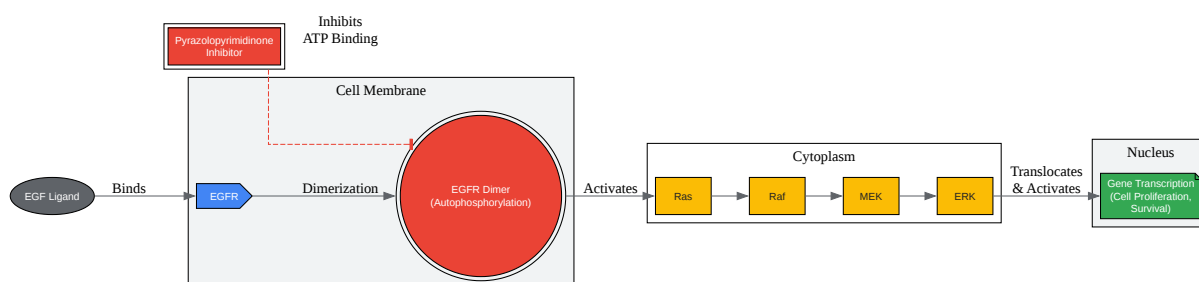 Inhibits
ATP Binding
Pyrazolopyrimidinone
Inhibitor
Cell Membrane
EGF Ligand
Binds
EGFR
Dimerization
EGFR Dimer
(Autophosphorylation)
Activates
Cytoplasm
Ras
Raf
MEK
ERK
Translocates
& Activates
Nucleus
Gene Transcription
(Cell Proliferation,
Survival)